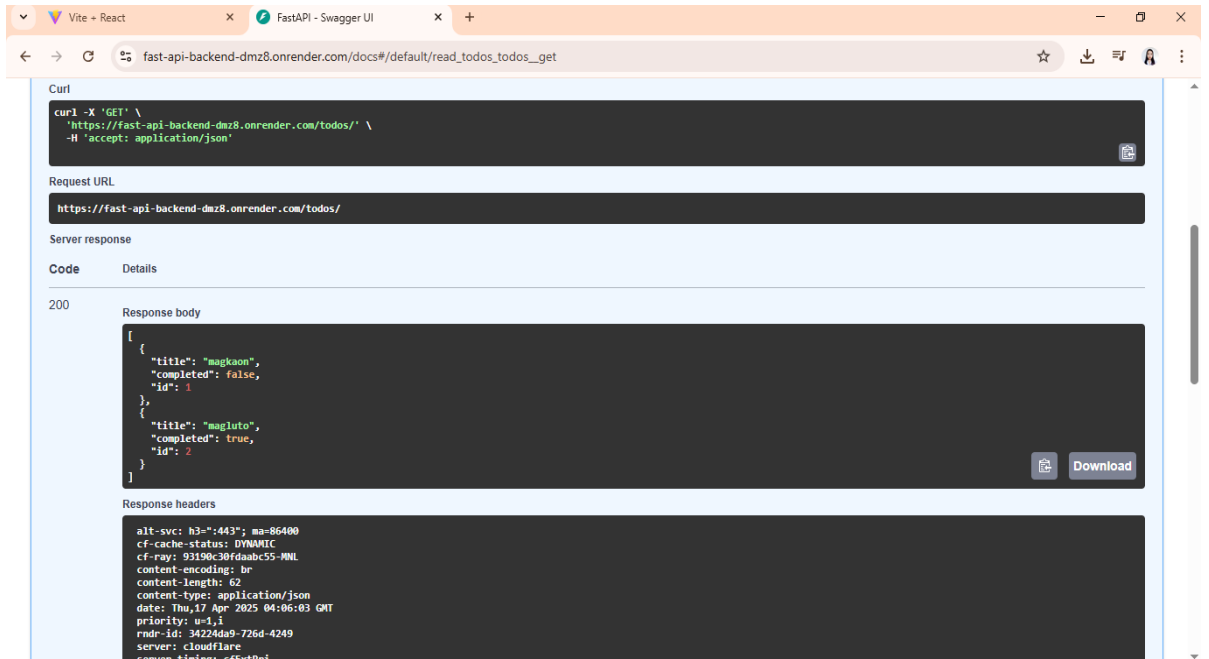 Vite + React
FastAPI - Swagger UI
fast-api-backend-dmz8.onrender.com/docs#/default/read_todos_todos__get
Curl
curl -X 'GET' \
'https://fast-api-backend-dmz8.onrender.com/todos/' \
-H 'accept: application/json'
Request URL
https://fast-api-backend-dmz8.onrender.com/todos/
Server response
Code Details
200
Response body
[
{
"title": "magkaon",
"completed": false,
"id": 1
},
{
"title": "magluto",
"completed": true,
"id": 2
}
]
Download
Response headers
alt-svc: h3=":443"; ma=86400
cf-cache-status: DYNAMIC
cf-ray: 93190c30fdaabc55-MNL
content-encoding: br
content-length: 62
content-type: application/json
date: Thu,17 Apr 2025 04:06:03 GMT
priority: u=1,i
rndr-id: 34224da9-726d-4249
server: cloudflare